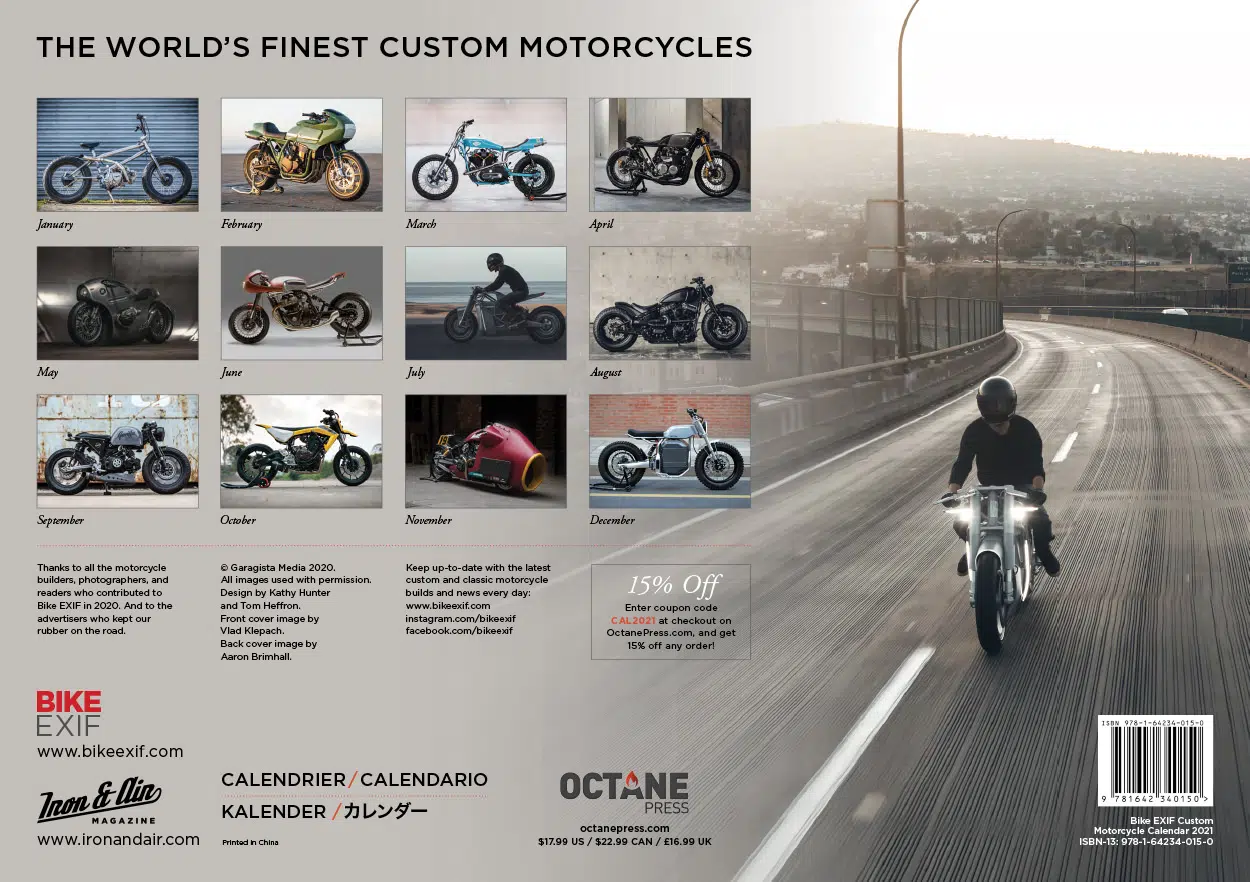 THE WORLD'S FINEST CUSTOM MOTORCYCLES
January
February
March
April
May
June
July
August
September
October
November
December
Thanks to all the motorcycle
builders, photographers, and
readers who contributed to
Bike EXIF in 2020. And to the
advertisers who kept our
rubber on the road.
© Garagista Media 2020.
All images used with permission.
Design by Kathy Hunter
and Tom Heffron.
Front cover image by
Vlad Klepach.
Back cover image by
Aaron Brimhall.
Keep up-to-date with the latest
custom and classic motorcycle
builds and news every day:
www.bikeexif.com
instagram.com/bikeexif
facebook.com/bikeexif
15% Off
Enter coupon code
CAL2021 at checkout on
OctanePress.com, and get
15% off any order!
BIKE
EXIF
www.bikeexif.com
Iron & Air
MAGAZINE
www.ironandair.com
CALENDRIER/CALENDARIO
KALENDER /カレンダー
Printed in China
OCTANE
PRESS
octanepress.com
$17.99 US / $22.99 CAN / £16.99 UK
ISBN 978-1-64234-015-0
9 781642 340150 >
Bike EXIF Custom
Motorcycle Calendar 2021
ISBN-13: 978-1-64234-015-0